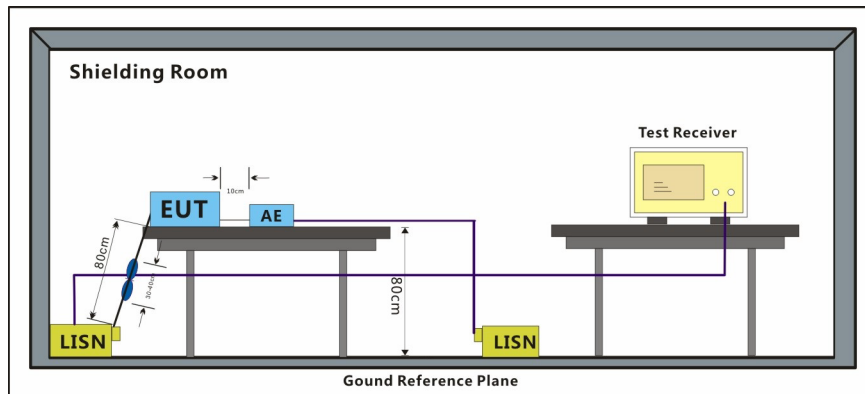 Shielding Room
Test Receiver
10cm
EUT
AE
80cm
30-40cm
80cm
LISN
LISN
Gound Reference Plane